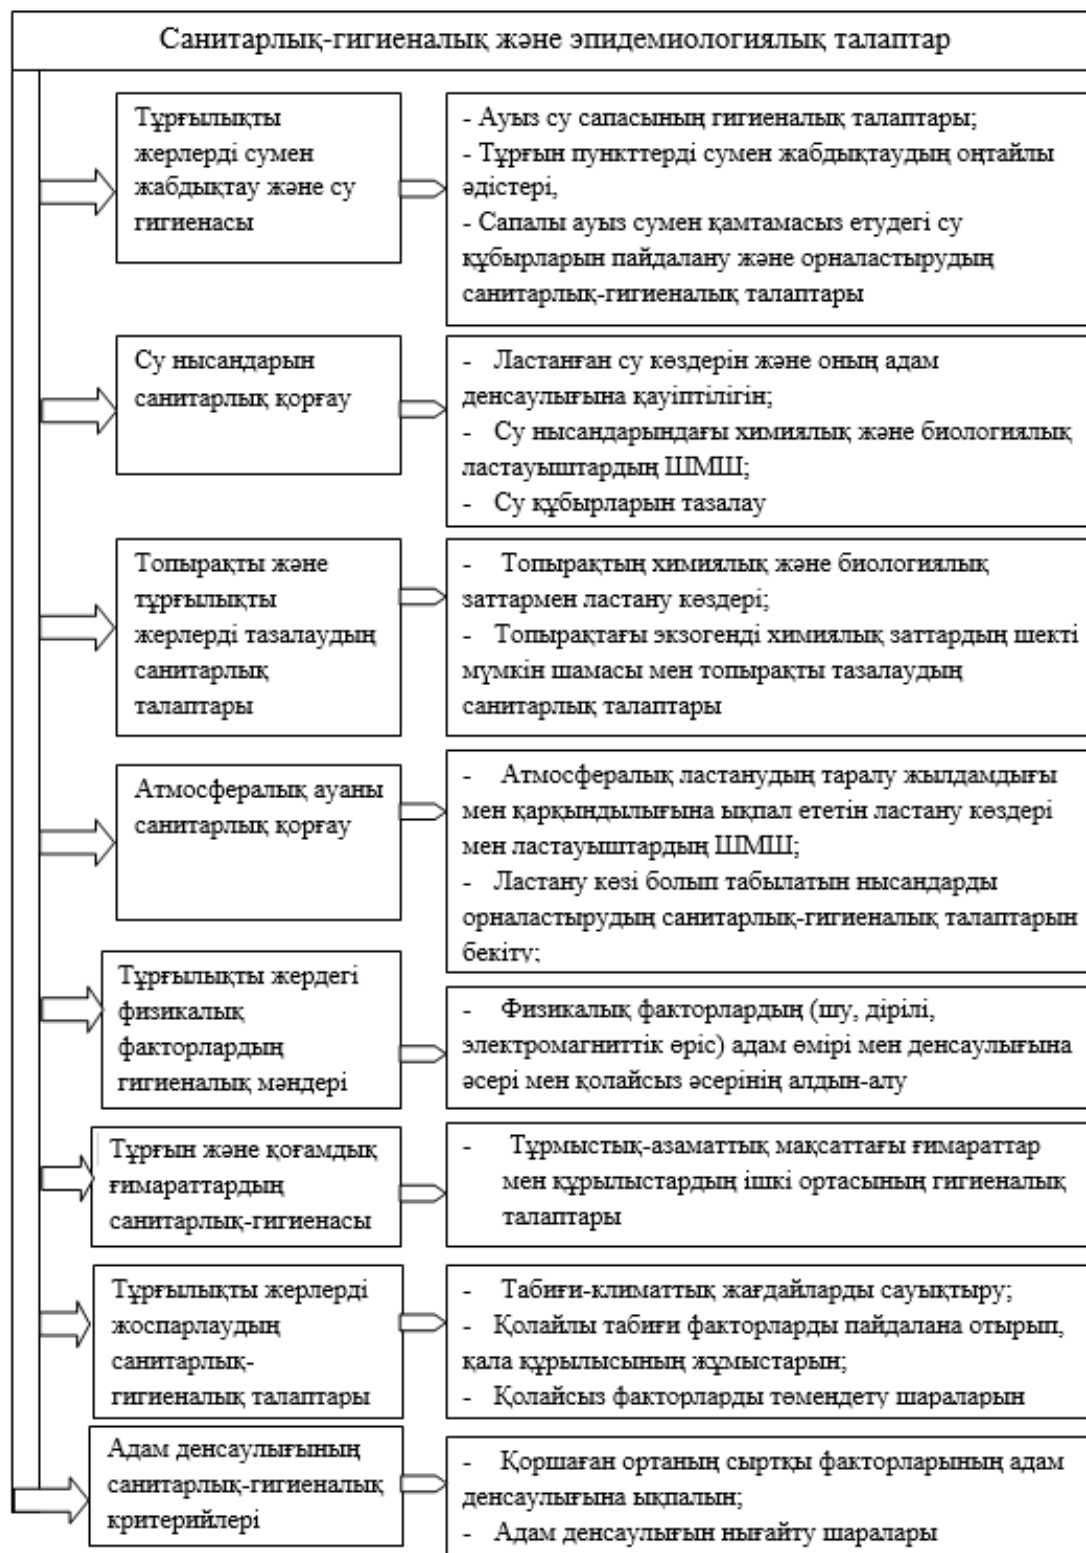 Санитарлық-гигиеналық және эпидемиологиялық талаптар
Тұрғылықты
жерлерді сумен
жабдықтау және су
гигиенасы
- Ауыз су сапасының гигиеналық талаптары;
- Тұрғын пункттерді сумен жабдықтаудың оңтайлы
әдістері,
- Сапалы ауыз сумен қамтамасыз етудегі су
құбырларын пайдалану және орналастырудың
санитарлық-гигиеналық талаптары
Су нысандарын
санитарлық қорғау
- Ластанған су көздерін және оның адам
денсаулығына қауіптілігін;
- Су нысандарындағы химиялық және биологиялық
ластауыштардың ШМШ;
- Су құбырларын тазалау
Топырақты және
тұрғылықты
жерлерді тазалаудың
санитарлық
талаптары
- Топырақтың химиялық және биологиялық
заттармен ластану көздері;
- Топырақтағы экзогенді химиялық заттардың шекті
мүмкін шамасы мен топырақты тазалаудың
санитарлық талаптары
Атмосфералық ауаны
санитарлық қорғау
- Атмосфералық ластанудың таралу жылдамдығы
мен қарқындылығына ықпал ететін ластану көздері
мен ластауыштардың ШМШ;
- Ластану көзі болып табылатын нысандарды
орналастырудың санитарлық-гигиеналық талаптарын
бекіту;
Тұрғылықты жердегі
физикалық
факторлардың
гигиеналық мәндері
- Физикалық факторлардың (шу, дірілі,
электромагниттік өріс) адам өмірі мен денсаулығына
әсері мен қолайсыз әсерінің алдын-алу
Тұрғын және қоғамдық
ғимараттардың
санитарлық-гигиенасы
- Тұрмыстық-азаматтық мақсаттағы ғимараттар
мен құрылыстардың ішкі ортасының гигиеналық
талаптары
Тұрғылықты жерлерді
жоспарлаудың
санитарлық-
гигиеналық талаптары
- Табиғи-климаттық жағдайларды сауықтыру;
- Қолайлы табиғи факторларды пайдалана отырып,
қала құрылысының жұмыстарын;
- Қолайсыз факторларды төмендету шараларын
Адам денсаулығының
санитарлық-гигиеналық
критерийлері
- Қоршаған ортаның сыртқы факторларының адам
денсаулығына ықпалын;
- Адам денсаулығын нығайту шаралары